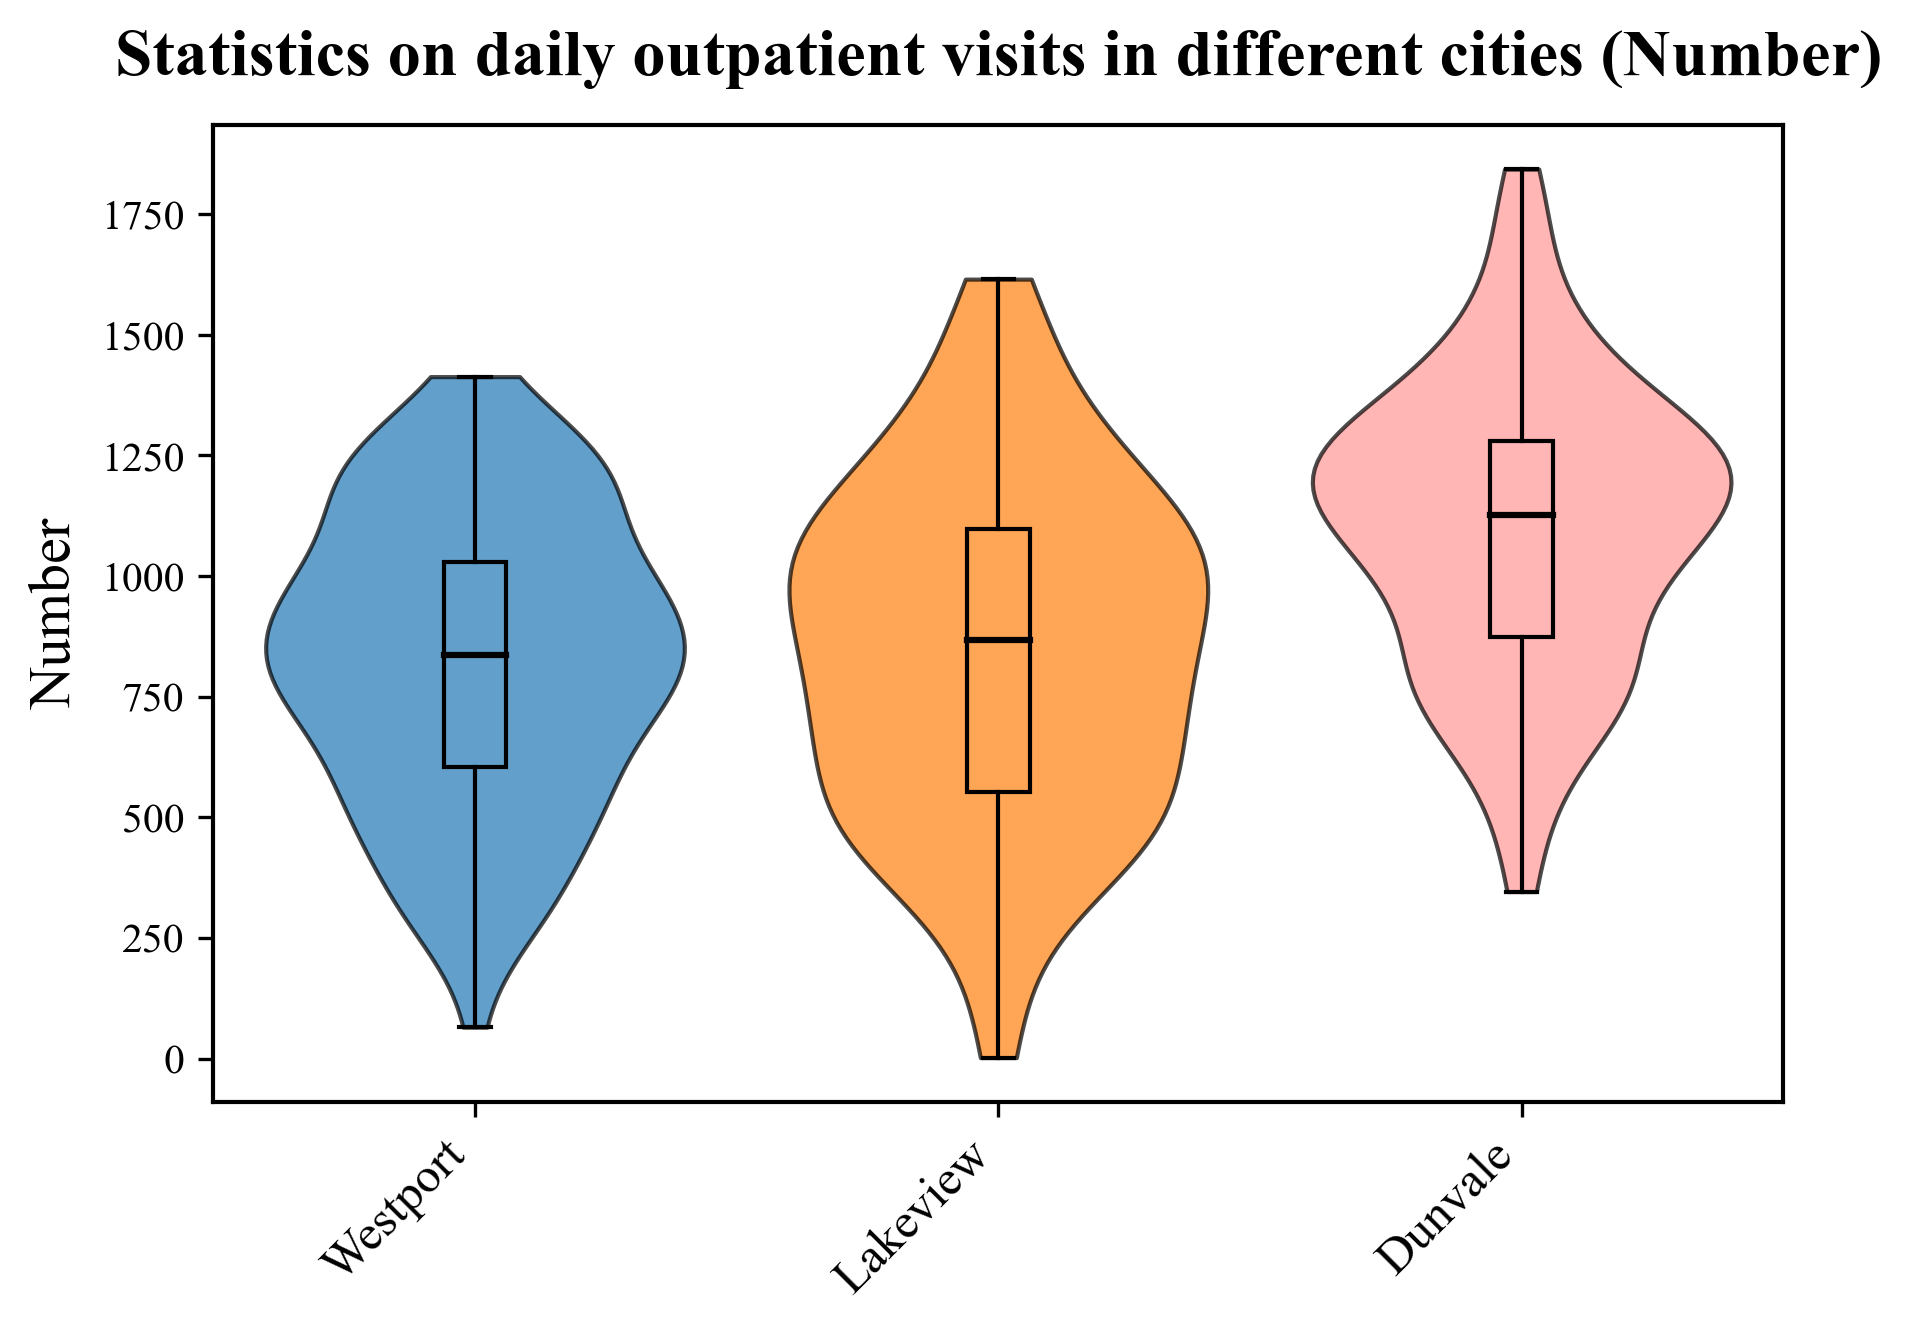 Statistics on daily outpatient visits in different cities (Number)
Number
1750
1500
1250
1000
750
500
250
0
Westport
Lakeview
Dunvale